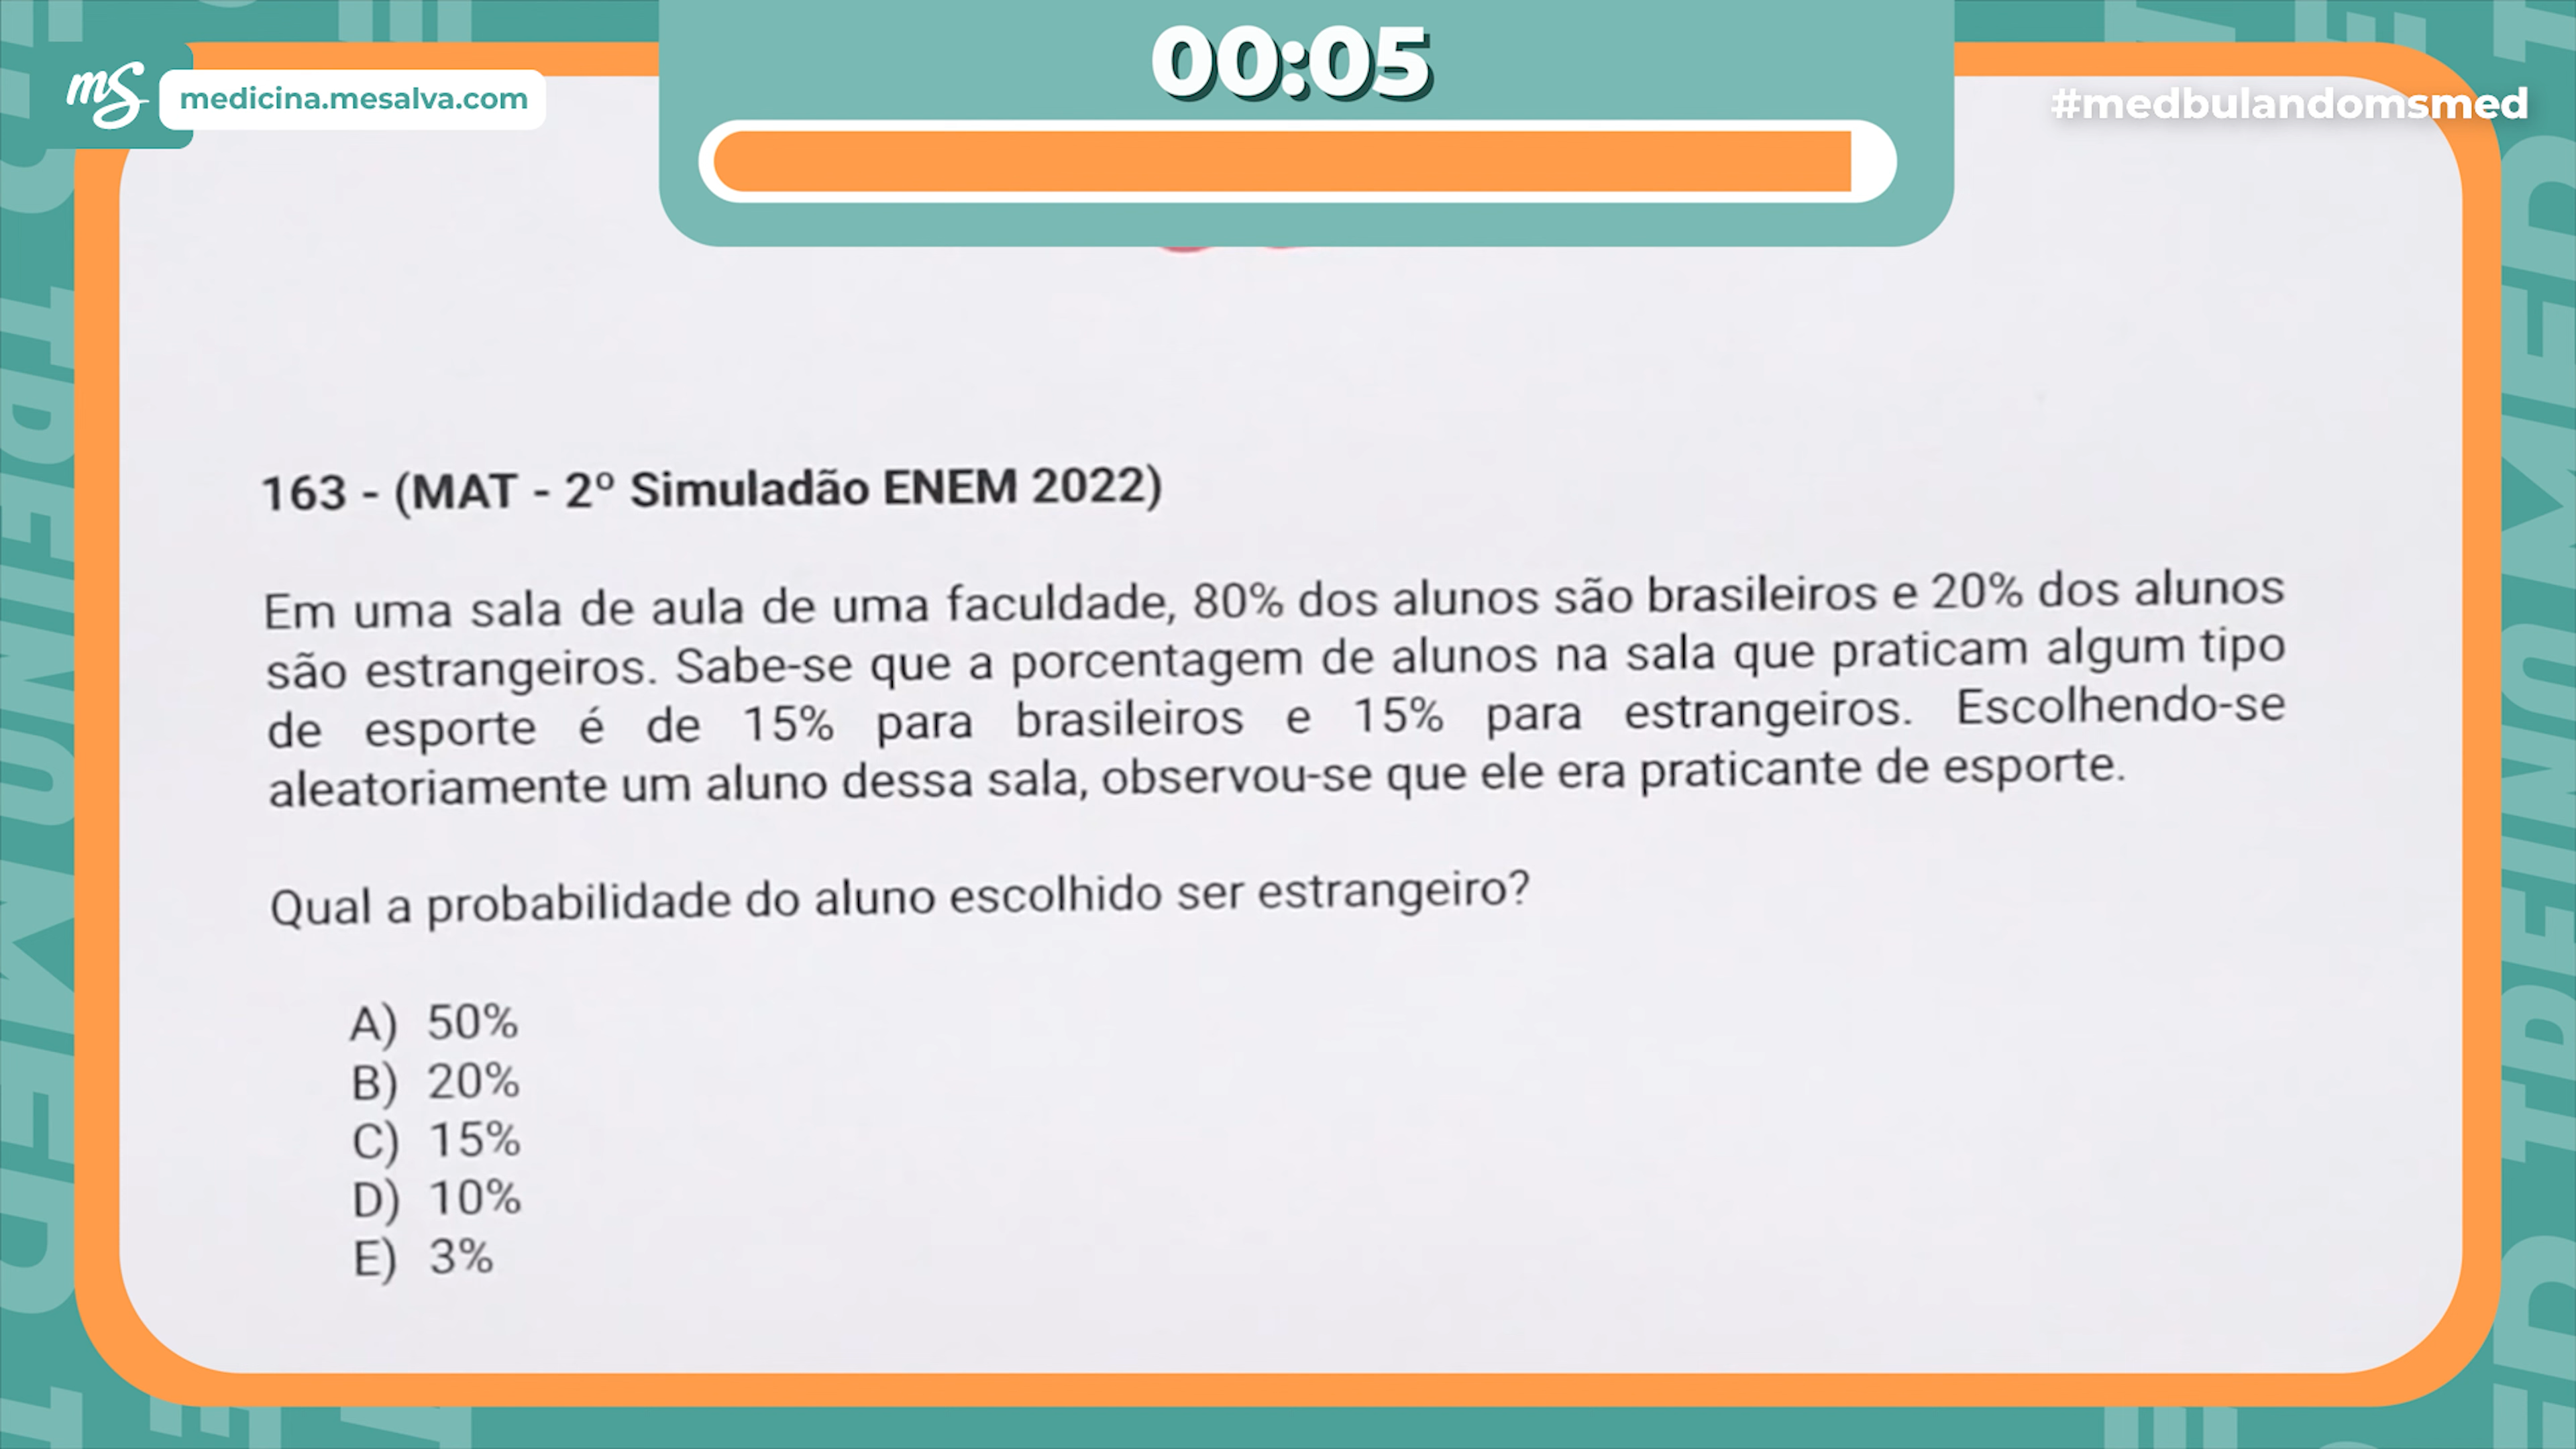 00:05
mS
medicina.mesalva.com
#medbulandomsmed
163 - (MAT - 2º Simuladão ENEM 2022)
Em uma sala de aula de uma faculdade, 80% dos alunos são brasileiros e 20% dos alunos
são estrangeiros. Sabe-se que a porcentagem de alunos na sala que praticam algum tipo
de esporte é de 15% para brasileiros e 15% para estrangeiros. Escolhendo-se
aleatoriamente um aluno dessa sala, observou-se que ele era praticante de esporte.
Qual a probabilidade do aluno escolhido ser estrangeiro?
A) 50%
B) 20%
C) 15%
D) 10%
E) 3%